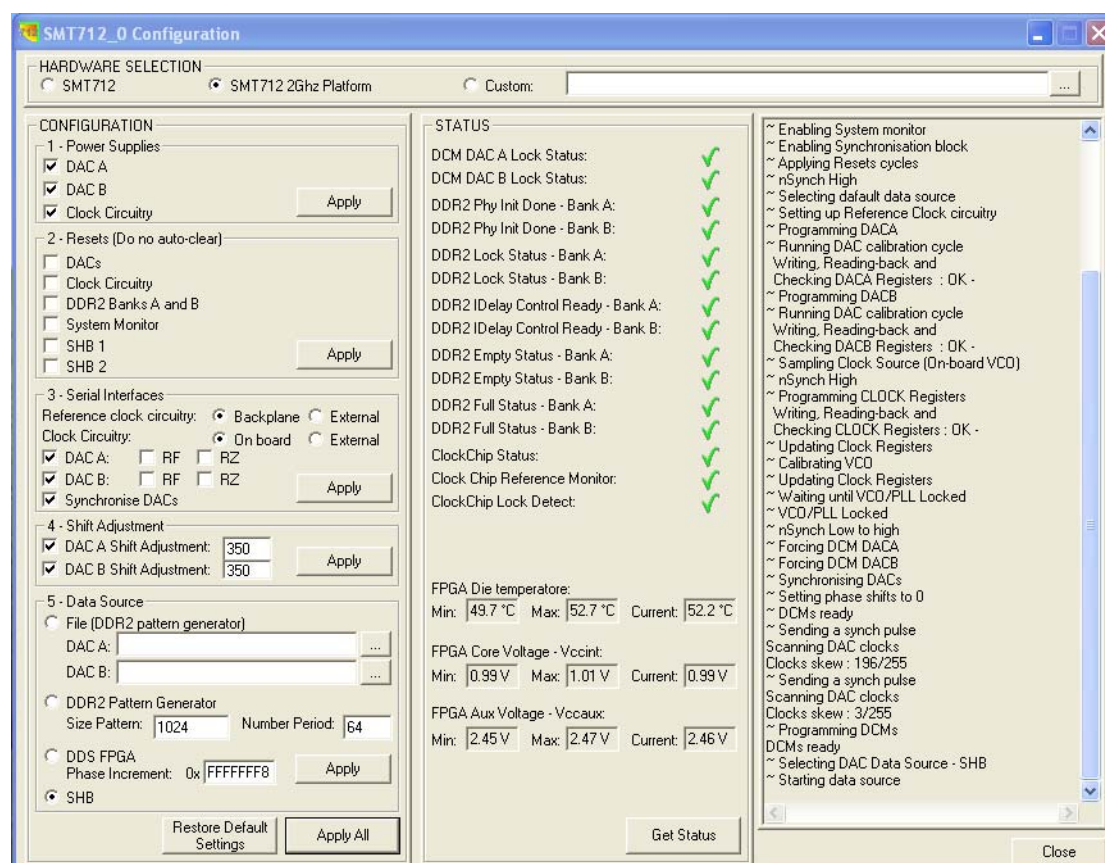 SMT712_0 Configuration
HARDWARE SELECTION
SMT712
SMT712 2Ghz Platform
Custom:
...
CONFIGURATION
1 - Power Supplies
DAC A
DAC B
Clock Circuitry
Apply
2 - Resets (Do no auto-clear)
DACs
Clock Circuitry
DDR2 Banks A and B
System Monitor
SHB 1
SHB 2
Apply
3 - Serial Interfaces
Reference clock circuitry: Backplane External
Clock Circuitry: On board External
DAC A: RF RZ
DAC B: RF RZ
Synchronise DACs
Apply
4 - Shift Adjustment
DAC A Shift Adjustment: 350
DAC B Shift Adjustment: 350
Apply
5 - Data Source
File (DDR2 pattern generator)
DAC A: ...
DAC B: ...
DDR2 Pattern Generator
Size Pattern: 1024 Number Period: 64
DDS FPGA
Phase Increment: 0x FFFFFFF8
Apply
SHB
Restore Default
Settings
Apply All
STATUS
DCM DAC A Lock Status:
DCM DAC B Lock Status:
DDR2 Phy Init Done - Bank A:
DDR2 Phy Init Done - Bank B:
DDR2 Lock Status - Bank A:
DDR2 Lock Status - Bank B:
DDR2 IDelay Control Ready - Bank A:
DDR2 IDelay Control Ready - Bank B:
DDR2 Empty Status - Bank A:
DDR2 Empty Status - Bank B:
DDR2 Full Status - Bank A:
DDR2 Full Status - Bank B:
ClockChip Status:
Clock Chip Reference Monitor:
ClockChip Lock Detect:
FPGA Die temperatore:
Min: 49.7 °C Max: 52.7 °C Current: 52.2 °C
FPGA Core Voltage - Vccint:
Min: 0.99 V Max: 1.01 V Current: 0.99 V
FPGA Aux Voltage - Vccaux:
Min: 2.45 V Max: 2.47 V Current: 2.46 V
Get Status
~ Enabling System monitor
~ Enabling Synchronisation block
~ Applying Resets cycles
~ nSynch High
~ Selecting dafault data source
~ Setting up Reference Clock circuitry
~ Programming DACA
~ Running DAC calibration cycle
Writing, Reading-back and
Checking DACA Registers : OK -
~ Programming DACB
~ Running DAC calibration cycle
Writing, Reading-back and
Checking DACB Registers : OK -
~ Sampling Clock Source (On-board VCO)
~ nSynch High
~ Programming CLOCK Registers
Writing, Reading-back and
Checking CLOCK Registers : OK -
~ Updating Clock Registers
~ Calibrating VCO
~ Updating Clock Registers
~ Waiting until VCO/PLL Locked
~ VCO/PLL Locked
~ nSynch Low to high
~ Forcing DCM DACA
~ Forcing DCM DACB
~ Synchronising DACs
~ Setting phase shifts to 0
~ DCMs ready
~ Sending a synch pulse
Scanning DAC clocks
Clocks skew : 196/255
~ Sending a synch pulse
Scanning DAC clocks
Clocks skew : 3/255
~ Programming DCMs
DCMs ready
~ Selecting DAC Data Source - SHB
~ Starting data source
Close